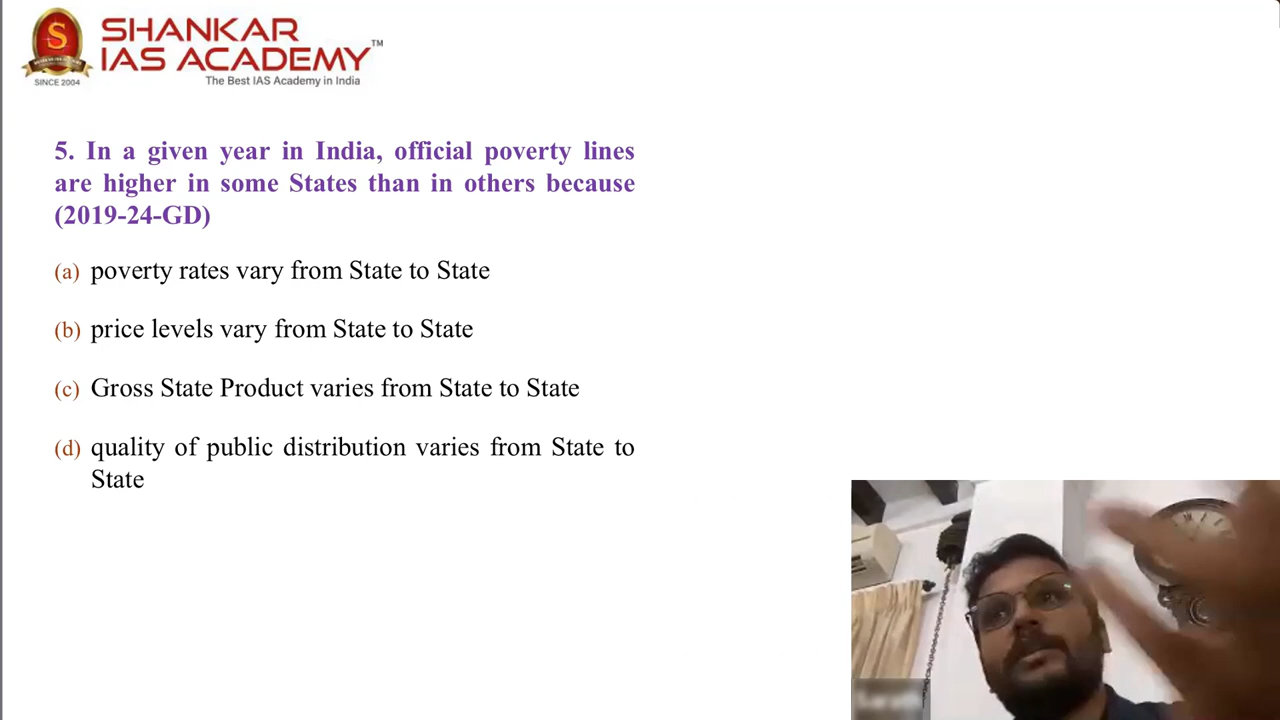 SHANKAR
IAS ACADEMY™
The Best IAS Academy in India
S
SINCE 2004
5. In a given year in India, official poverty lines
are higher in some States than in others because
(2019-24-GD)
(a) poverty rates vary from State to State
(b) price levels vary from State to State
(c) Gross State Product varies from State to State
(d) quality of public distribution varies from State to
State